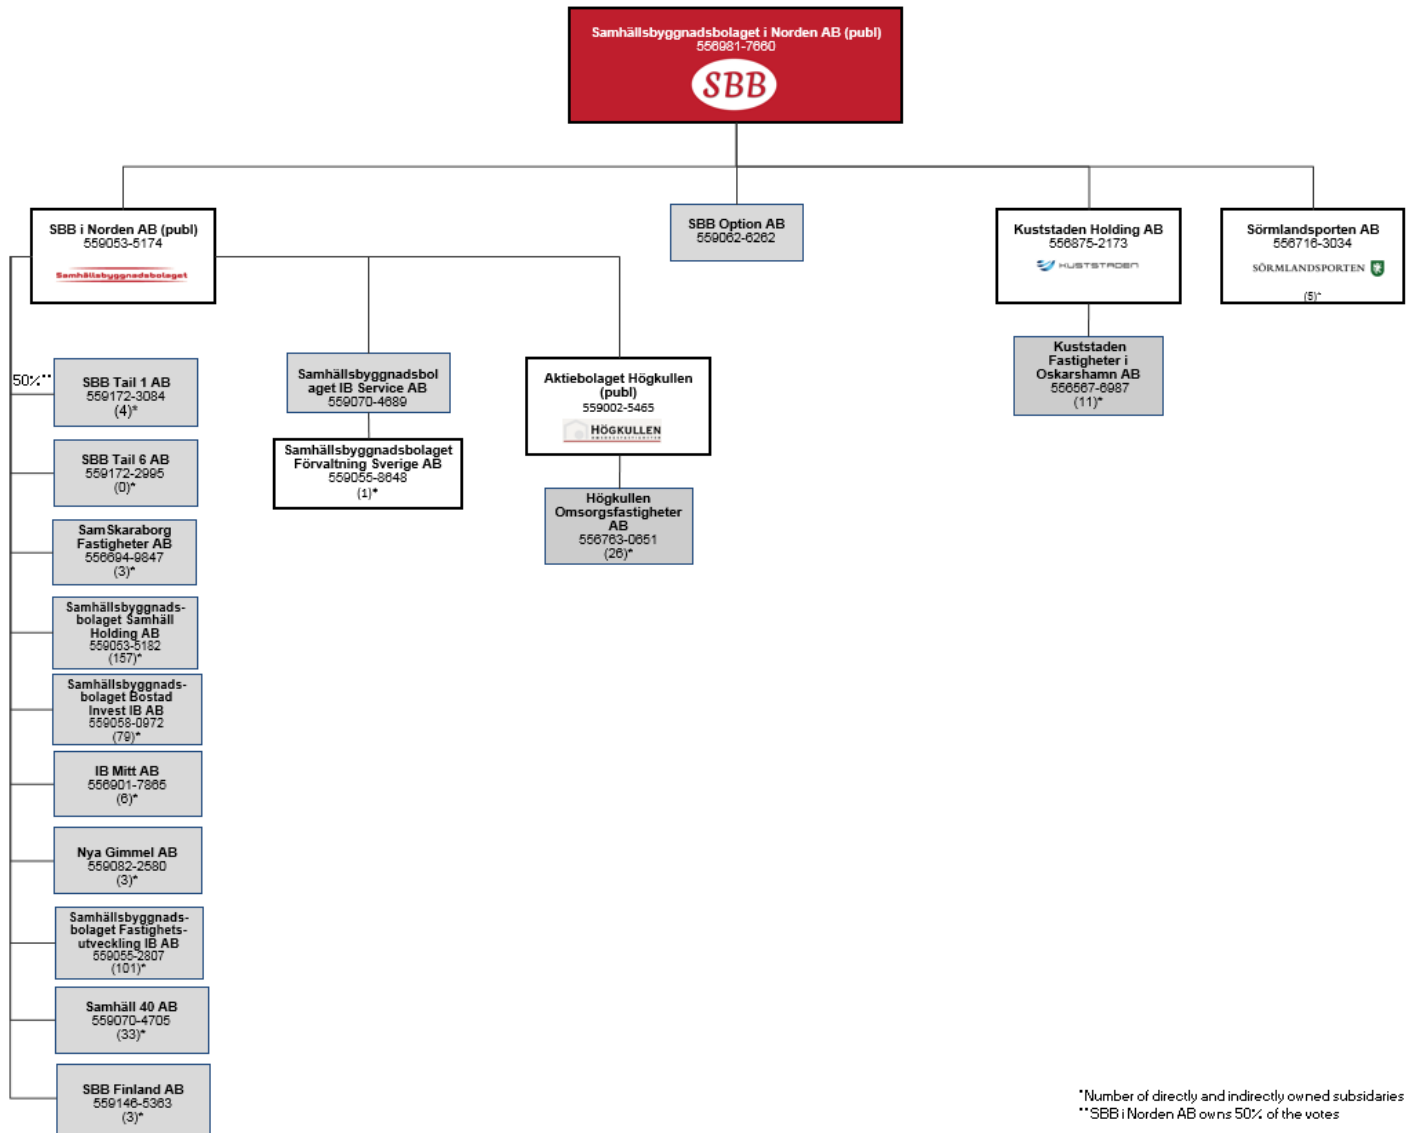 Samhällsbyggnadsbolaget i Norden AB (publ)
556981-7660
SBB
SBB i Norden AB (publ)
559053-5174
Samhällsbyggnadsbolaget
SBB Option AB
559062-6262
Kuststaden Holding AB
556875-2173
KUSTSTADEN
Sörmlandsporten AB
556716-3034
SÖRMLANDSPORTEN
(5)*
50%**
SBB Tail 1 AB
559172-3084
(4)*
SBB Tail 6 AB
559172-2995
(0)*
SamSkaraborg
Fastigheter AB
556694-9847
(3)*
Samhällsbyggnads-
bolaget Samhäll
Holding AB
559053-5182
(157)*
Samhällsbyggnads-
bolaget Bostad
Invest IB AB
559058-0972
(79)*
IB Mitt AB
556901-7865
(6)*
Nya Gimmel AB
559082-2580
(3)*
Samhällsbyggnads-
bolaget Fastighets-
utveckling IB AB
559055-2807
(101)*
Samhäll 40 AB
559070-4705
(33)*
SBB Finland AB
559146-5363
(3)*
Samhällsbyggnadsbol
aget IB Service AB
559070-4689
Samhällsbyggnadsbolaget
Förvaltning Sverige AB
559055-8648
(1)*
Aktiebolaget Högkullen
(publ)
559002-5465
HÖGKULLEN
OMSORGSFASTIGHETER
Högkullen
Omsorgsfastigheter
AB
556763-0651
(26)*
Kuststaden
Fastigheter i
Oskarshamn AB
556567-6987
(11)*
*Number of directly and indirectly owned subsidaries
**SBB i Norden AB owns 50% of the votes